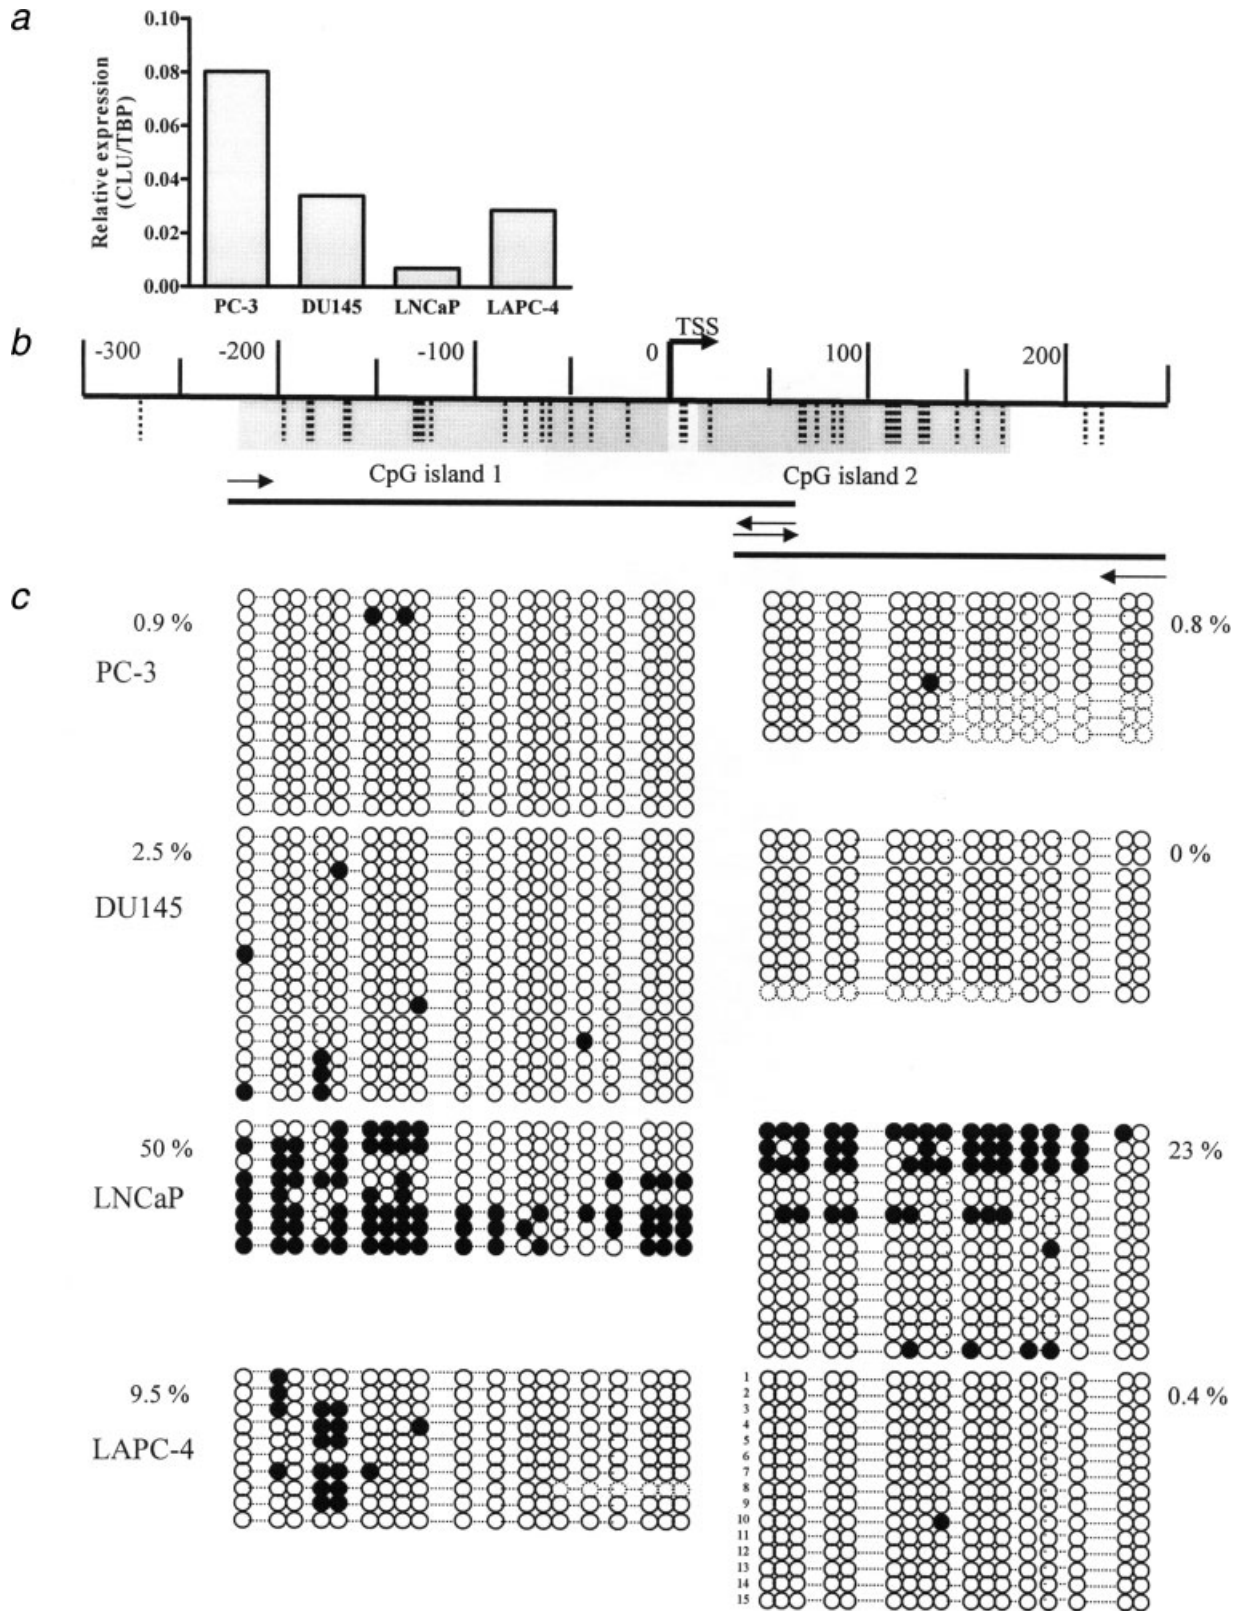 a
0.10
0.08
0.06
0.04
0.02
0.00
Relative expression
(CLU/TBP)
PC-3 DU145 LNCaP LAPC-4
b
TSS
-300 -200 -100 0 100 200
CpG island 1 CpG island 2
c
0.9 % 0.8 %
PC-3
2.5 % 0 %
DU145
50 % 23 %
LNCaP
9.5 % 0.4 %
LAPC-4
1
2
3
4
5
6
7
8
9
10
11
12
13
14
15